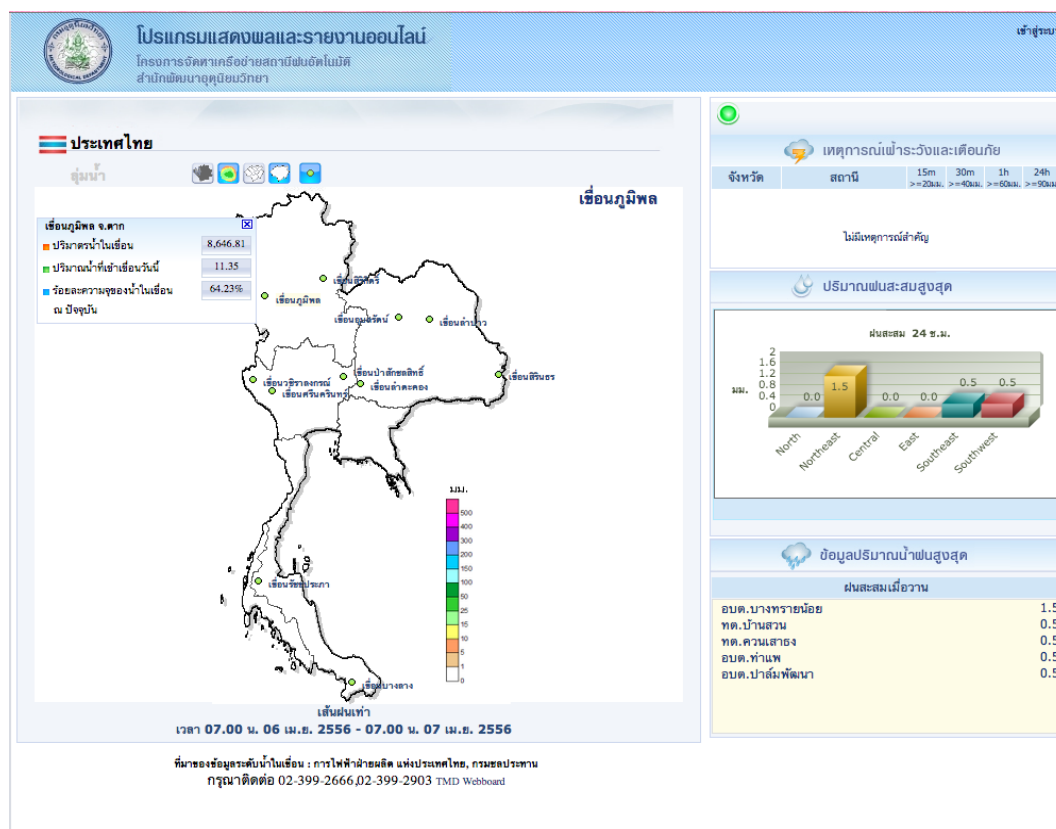 โปรแกรมแสดงผลและรายงานออนไลน์
โครงการจัดหาเครือข่ายสถานีฝนอัตโนมัติ
สำนักพัฒนาอุตุนิยมวิทยา
เข้าสู่ระบ
ประเทศไทย
ลุ่มน้ำ
เขื่อนภูมิพล
เขื่อนภูมิพล จ.ตาก
ปริมาตรน้ำในเขื่อน 8,646.81
ปริมาณน้ำที่เข้าเขื่อนวันนี้ 11.35
ร้อยละความจุของน้ำในเขื่อน 64.23%
ณ ปัจจุบัน
เขื่อนสิริกิติ์
เขื่อนภูมิพล
เขื่อนอุบลรัตน์
เขื่อนลำปาว
เขื่อนป่าสักชลสิทธิ์
เขื่อนสิรินธร
เขื่อนวชิราลงกรณ์
เขื่อนลำตะคอง
เขื่อนศรีนครินทร์
เขื่อนรัชชประภา
เขื่อนบางลาง
มม.
500
400
300
200
150
100
50
25
15
10
5
1
0
เส้นฝนเท่า
เวลา 07.00 น. 06 เม.ย. 2556 - 07.00 น. 07 เม.ย. 2556
เหตุการณ์เฝ้าระวังและเตือนภัย
จังหวัด สถานี 15m 30m 1h 24h
>=20มม. >=40มม. >=60มม. >=90มม
ไม่มีเหตุการณ์สำคัญ
ปริมาณฝนสะสมสูงสุด
ฝนสะสม 24 ช.ม.
มม.
2
1.6
1.2
0.8
0.4
0
0.0 1.5 0.0 0.0 0.5 0.5
North Northeast Central East Southeast Southwest
ข้อมูลปริมาณน้ำฝนสูงสุด
ฝนสะสมเมื่อวาน
อบต.บางทรายน้อย 1.5
ทต.บ้านสวน 0.5
ทต.ควนเสาธง 0.5
อบต.ท่าแพ 0.5
อบต.ปาล์มพัฒนา 0.5
ที่มาของข้อมูลระดับน้ำในเขื่อน : การไฟฟ้าฝ่ายผลิต แห่งประเทศไทย, กรมชลประทาน
กรุณาติดต่อ 02-399-2666,02-399-2903 TMD Webboard